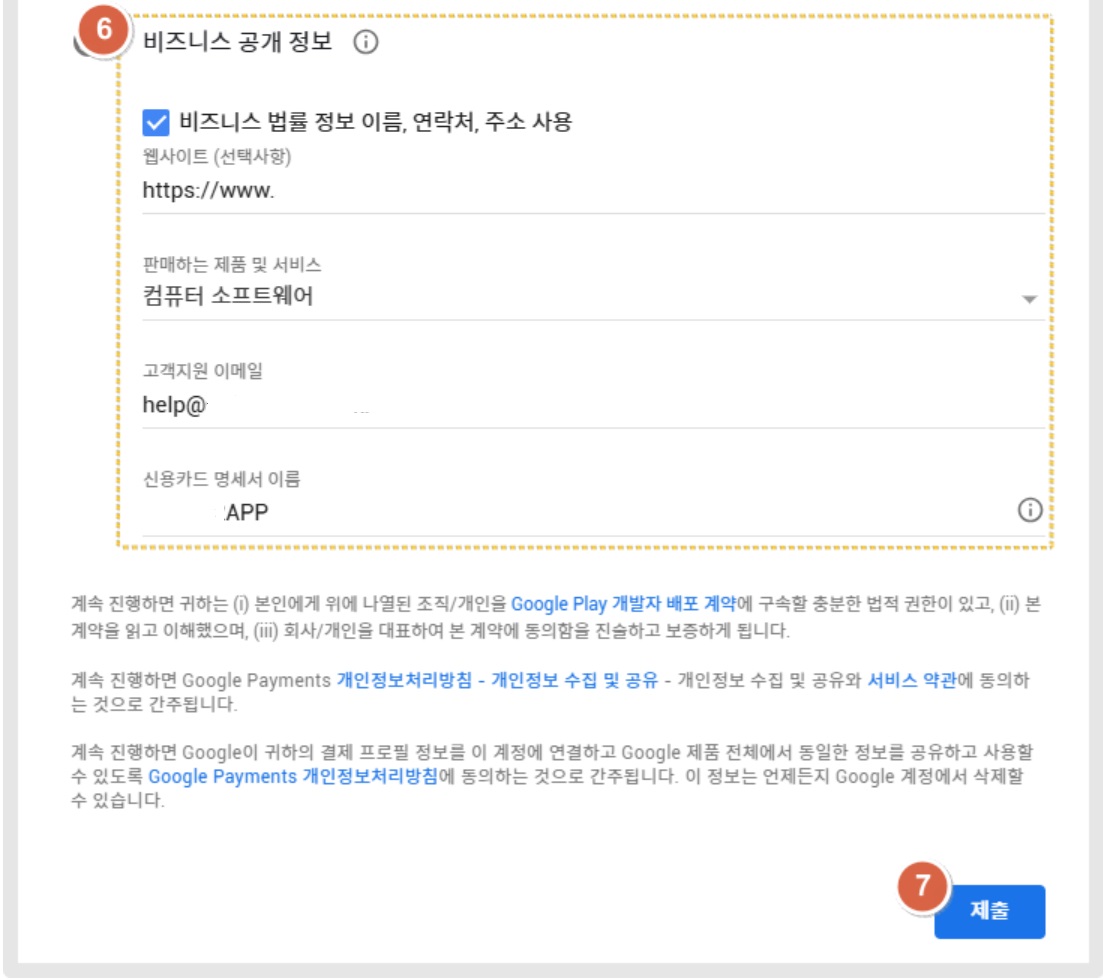 6
비즈니스 공개 정보
비즈니스 법률 정보 이름, 연락처, 주소 사용
웹사이트 (선택사항)
https://www.
판매하는 제품 및 서비스
컴퓨터 소프트웨어
고객지원 이메일
help@
신용카드 명세서 이름
APP
계속 진행하면 귀하는 (i) 본인에게 위에 나열된 조직/개인을 Google Play 개발자 배포 계약에 구속할 충분한 법적 권한이 있고, (ii) 본
계약을 읽고 이해했으며, (iii) 회사/개인을 대표하여 본 계약에 동의함을 진술하고 보증하게 됩니다.
계속 진행하면 Google Payments 개인정보처리방침 - 개인정보 수집 및 공유 - 개인정보 수집 및 공유와 서비스 약관에 동의하
는 것으로 간주됩니다.
계속 진행하면 Google이 귀하의 결제 프로필 정보를 이 계정에 연결하고 Google 제품 전체에서 동일한 정보를 공유하고 사용할
수 있도록 Google Payments 개인정보처리방침에 동의하는 것으로 간주됩니다. 이 정보는 언제든지 Google 계정에서 삭제할
수 있습니다.
7
제출